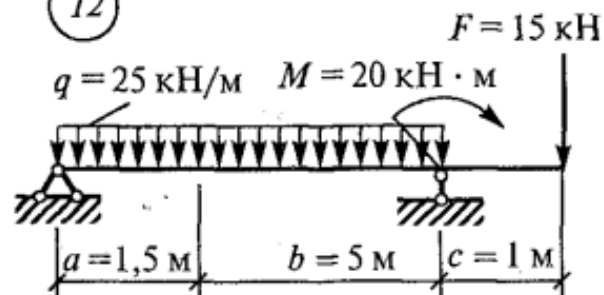 12
F = 15 кН
q = 25 кН/м M = 20 кН · м
a = 1,5 м b = 5 м c = 1 м